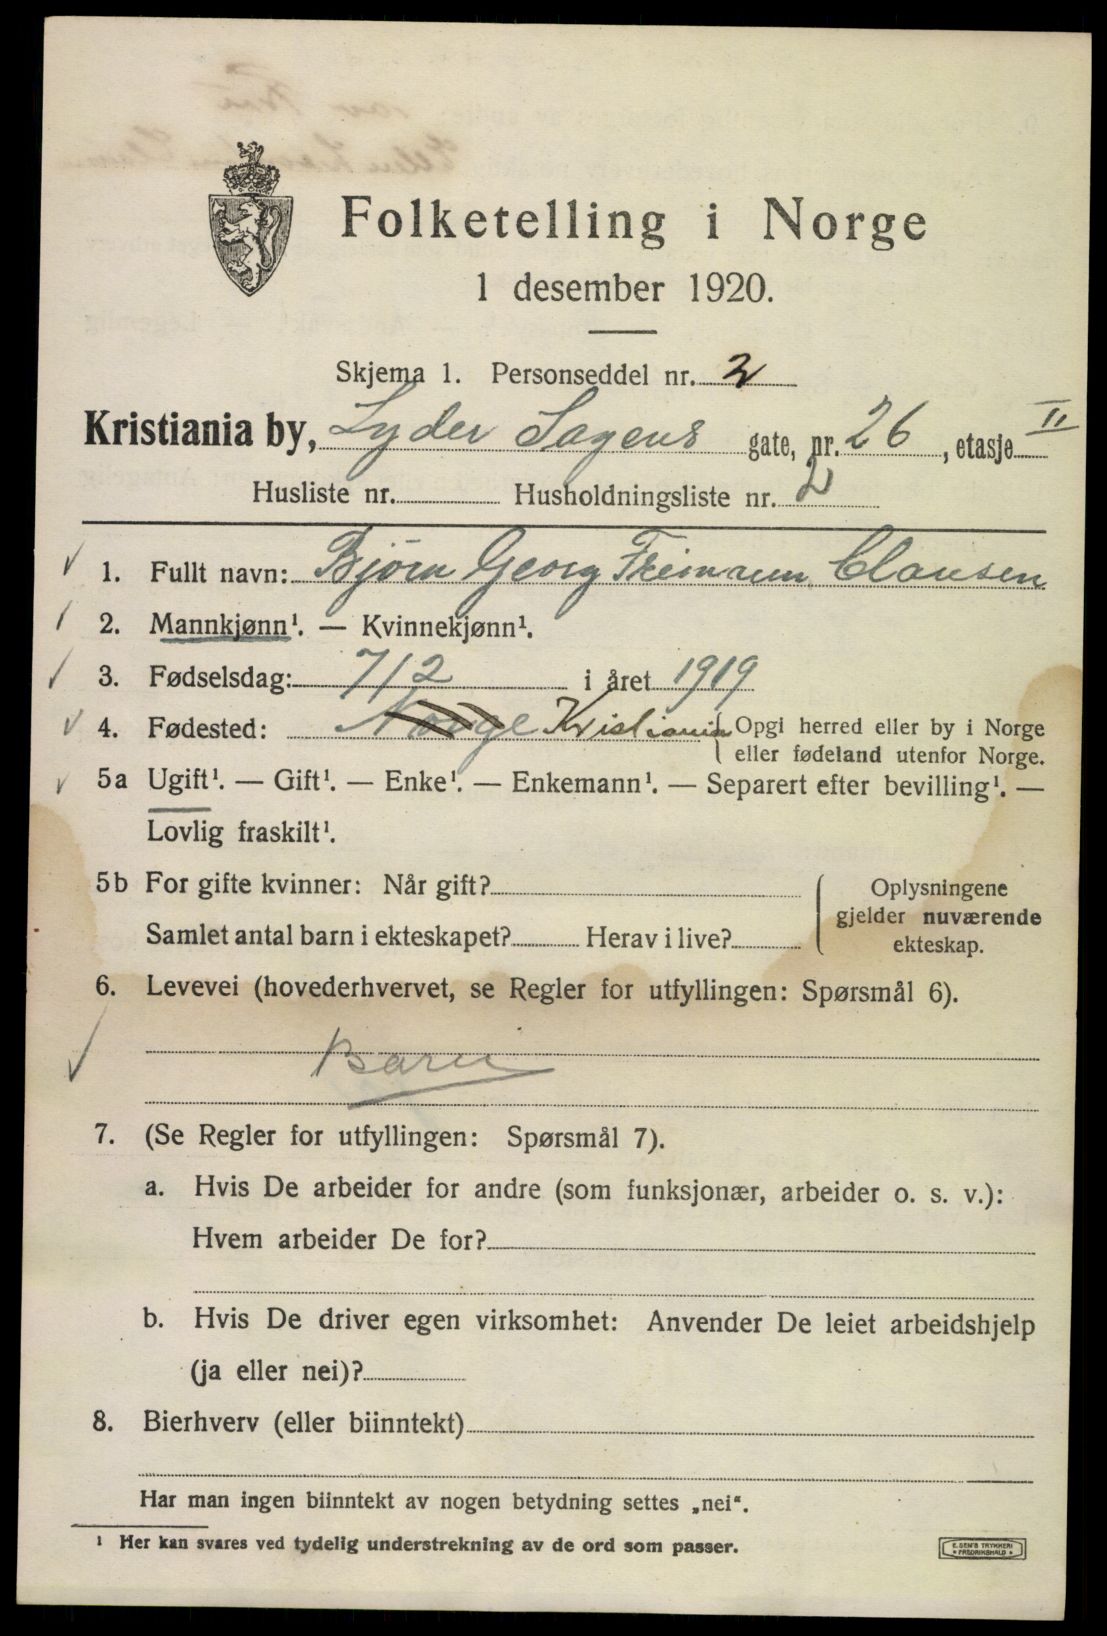 Folketelling i Norge
1 desember 1920.
Skjema 1. Personseddel nr. 2
Kristiania by, Lyder Sagens gate, nr. 26, etasje II
Husliste nr. Husholdningsliste nr. 2
1. Fullt navn: Bjørn Georg Clausen
2. Mannkjønn¹. — Kvinnekjønn¹.
3. Fødselsdag: 7/2 i året 1919
4. Fødested: Norge Kristiania { Opgi herred eller by i Norge
eller fødeland utenfor Norge.
5a Ugift¹. — Gift¹. — Enke¹. — Enkemann¹. — Separert efter bevilling¹. —
Lovlig fraskilt¹.
5b For gifte kvinner: Når gift?
Samlet antal barn i ekteskapet? Herav i live?
{ Oplysningene
gjelder nuværende
ekteskap.
6. Levevei (hovederhvervet, se Regler for utfyllingen: Spørsmål 6).
Barn
7. (Se Regler for utfyllingen: Spørsmål 7).
a. Hvis De arbeider for andre (som funksjonær, arbeider o. s. v.):
Hvem arbeider De for?
b. Hvis De driver egen virksomhet: Anvender De leiet arbeidshjelp
(ja eller nei)?
8. Bierhverv (eller biinntekt)
Har man ingen biinntekt av nogen betydning settes „nei“.
¹ Her kan svares ved tydelig understrekning av de ord som passer.
E. SEM'S TRYKKERI
* FREDRIKSHALD *